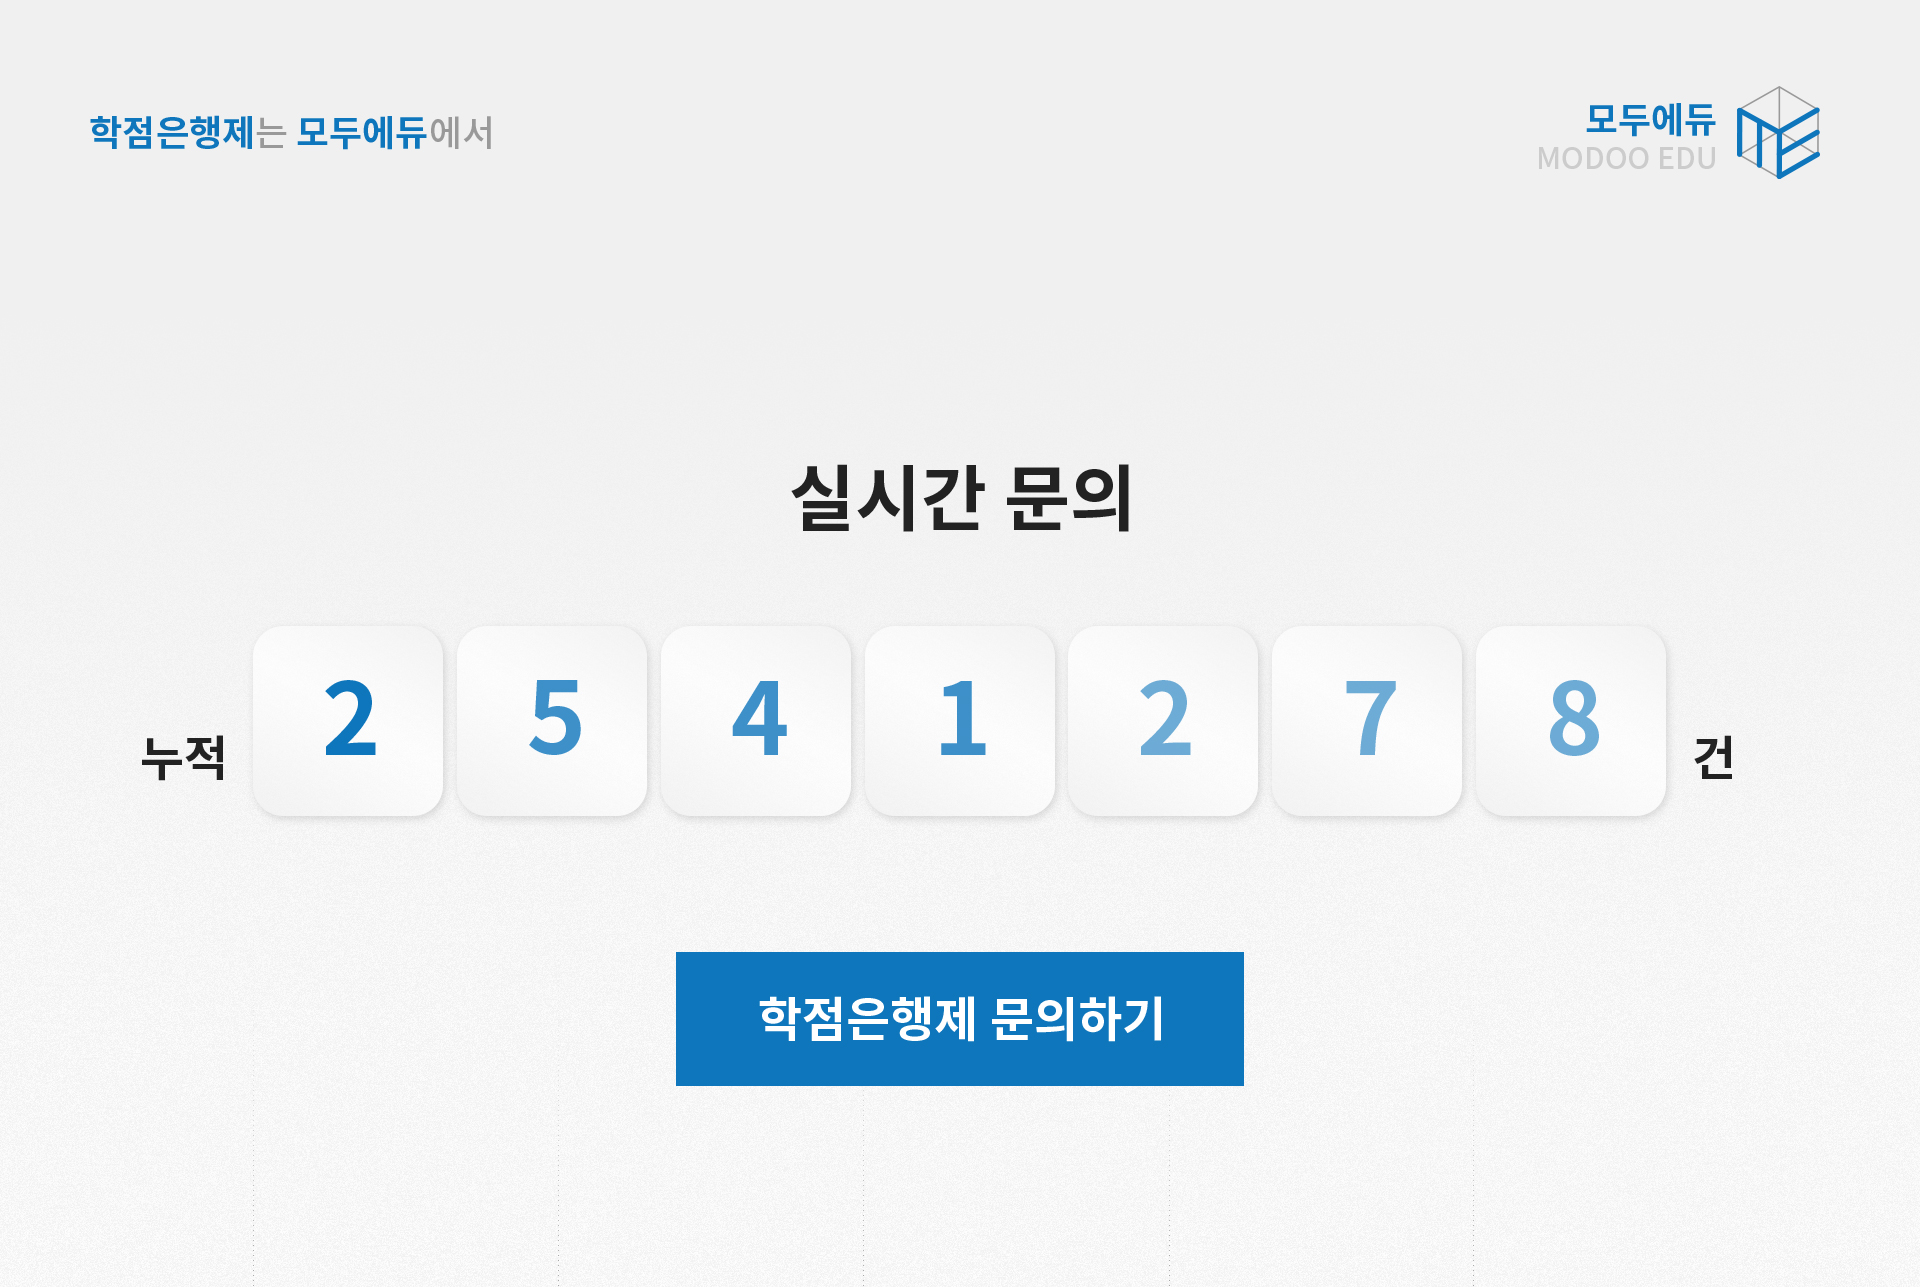 학점은행제는 모두에듀에서
모두에듀
MODOO EDU
실시간 문의
누적 2 5 4 1 2 7 8 건
학점은행제 문의하기